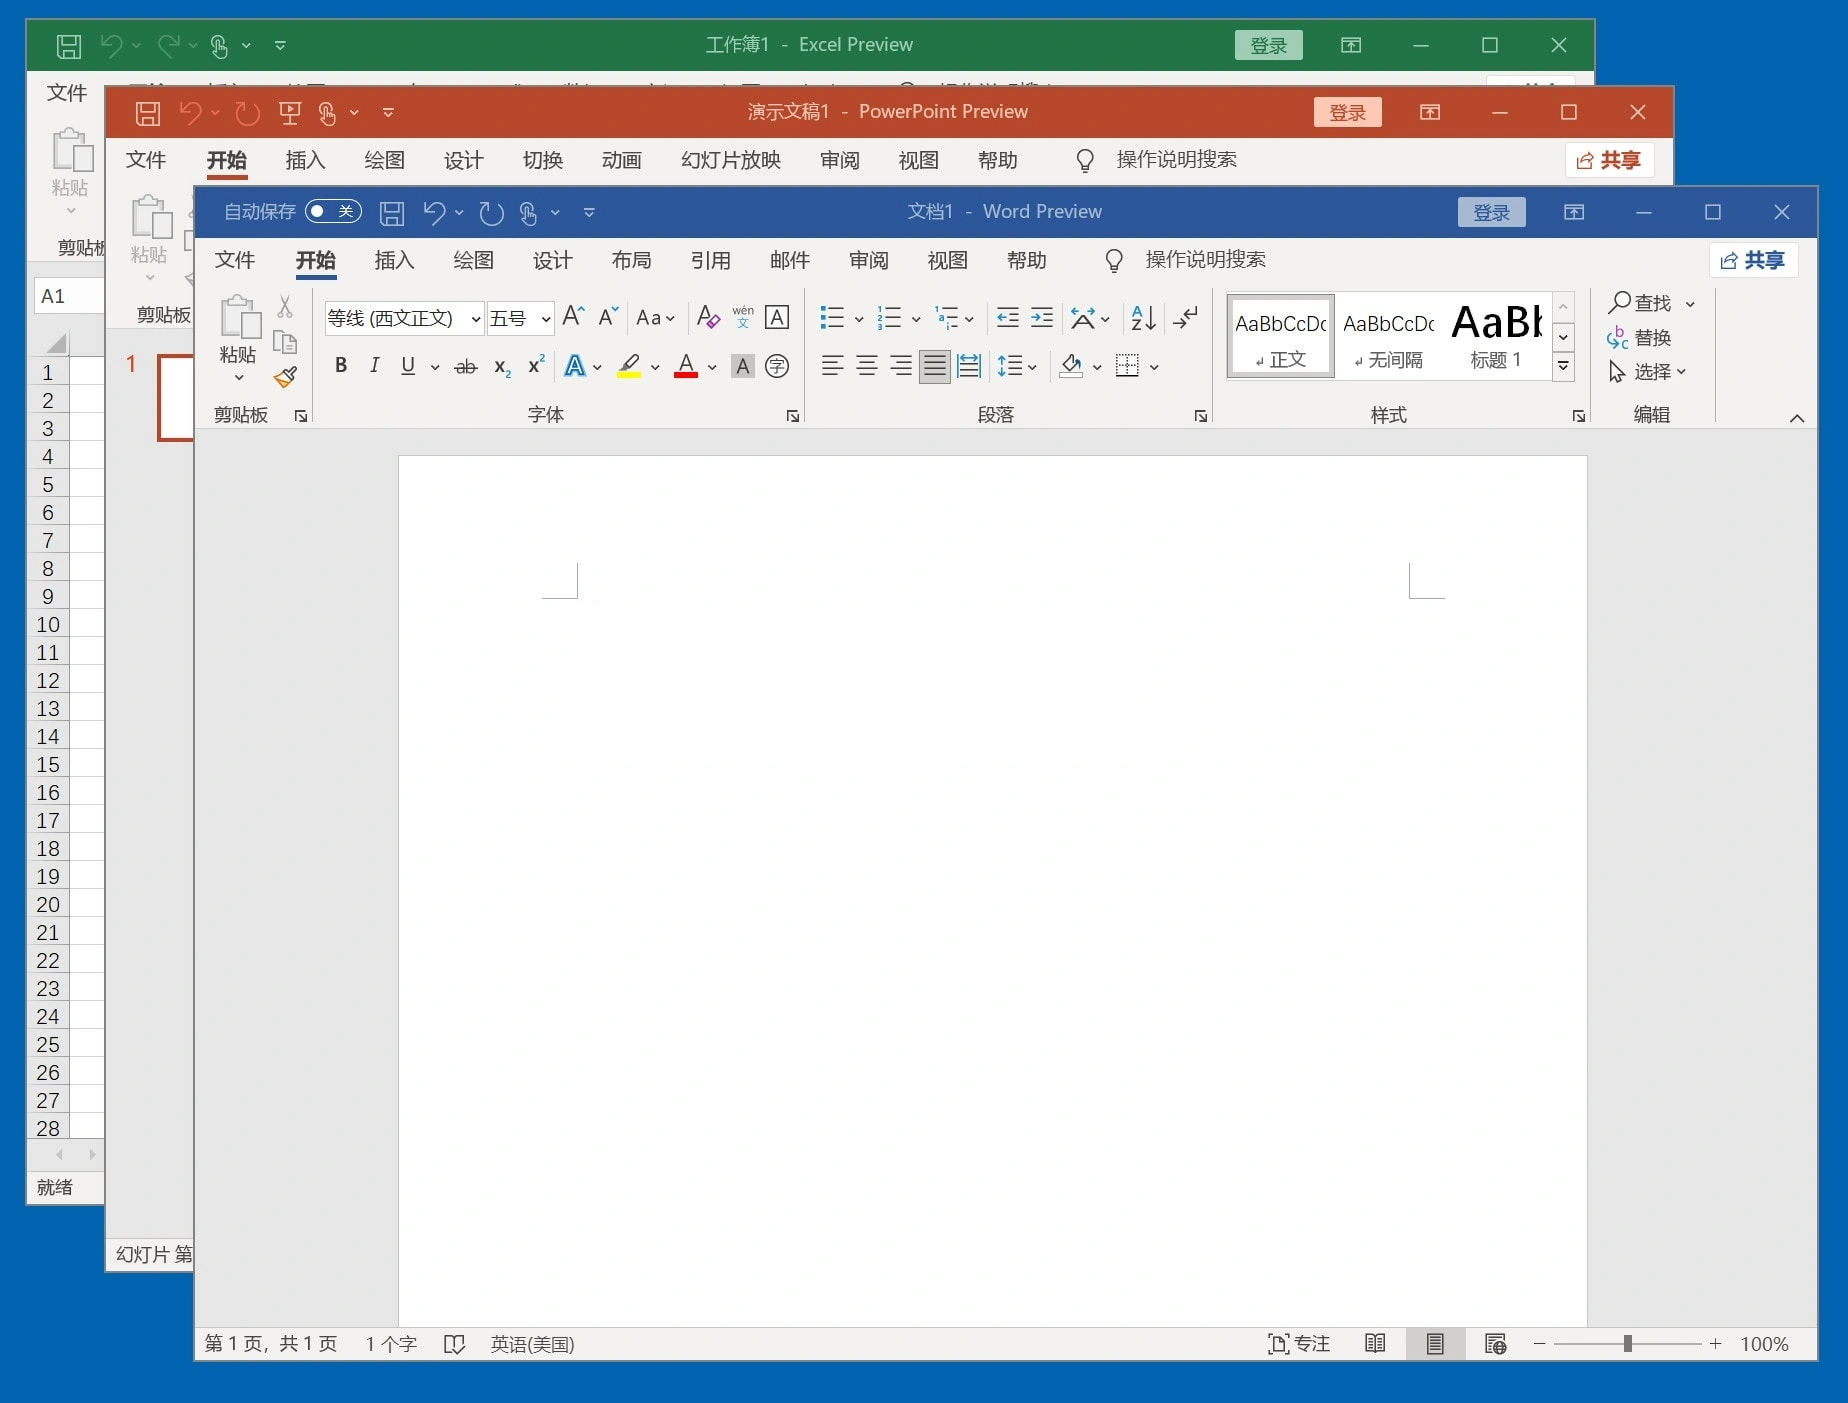 工作簿1 - Excel Preview
登录
文件
粘贴
剪贴板
A1
1
2
3
4
5
6
7
8
9
10
11
12
13
14
15
16
17
18
19
20
21
22
23
24
25
26
27
28
就绪
演示文稿1 - PowerPoint Preview
登录
文件 开始 插入 绘图 设计 切换 动画 幻灯片放映 审阅 视图 帮助 操作说明搜索 共享
粘贴
剪贴板
1
幻灯片 第
自动保存 关 文档1 - Word Preview 登录
文件 开始 插入 绘图 设计 布局 引用 邮件 审阅 视图 帮助 操作说明搜索 共享
粘贴
等线 (西文正文) 五号 Aa wén 文 A
B I U ab x₂ x² A A A 字
AaBbCcDc AaBbCcDc AaBb
正文 无间隔 标题 1
查找
替换
选择
剪贴板 字体 段落 样式 编辑
第 1 页，共 1 页 1 个字 英语(美国) 专注 100%